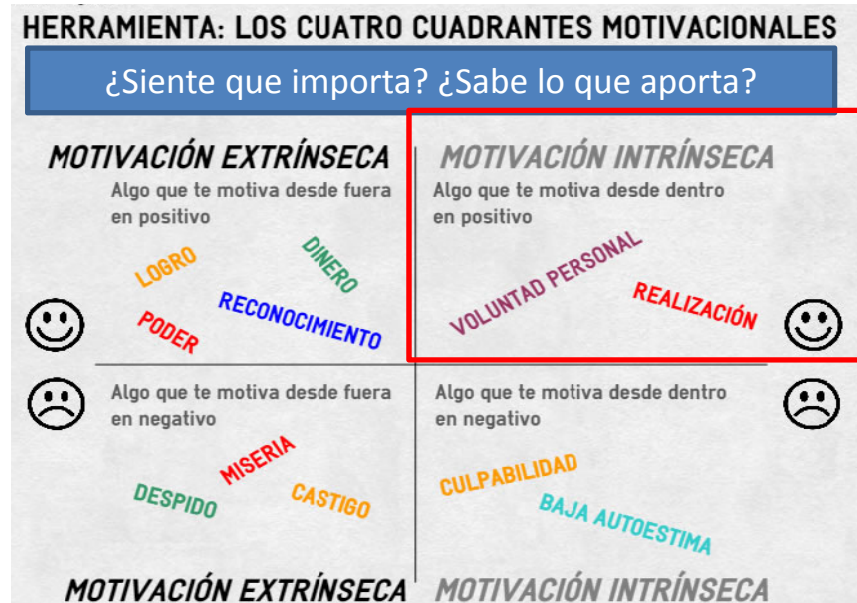 HERRAMIENTA: LOS CUATRO CUADRANTES MOTIVACIONALES
¿Siente que importa? ¿Sabe lo que aporta?
MOTIVACIÓN EXTRÍNSECA
Algo que te motiva desde fuera
en positivo
LOGRO
DINERO
RECONOCIMIENTO
PODER
MOTIVACIÓN INTRÍNSECA
Algo que te motiva desde dentro
en positivo
VOLUNTAD PERSONAL
REALIZACIÓN
Algo que te motiva desde fuera
en negativo
MISERIA
DESPIDO
CASTIGO
MOTIVACIÓN EXTRÍNSECA
Algo que te motiva desde dentro
en negativo
CULPABILIDAD
BAJA AUTOESTIMA
MOTIVACIÓN INTRÍNSECA